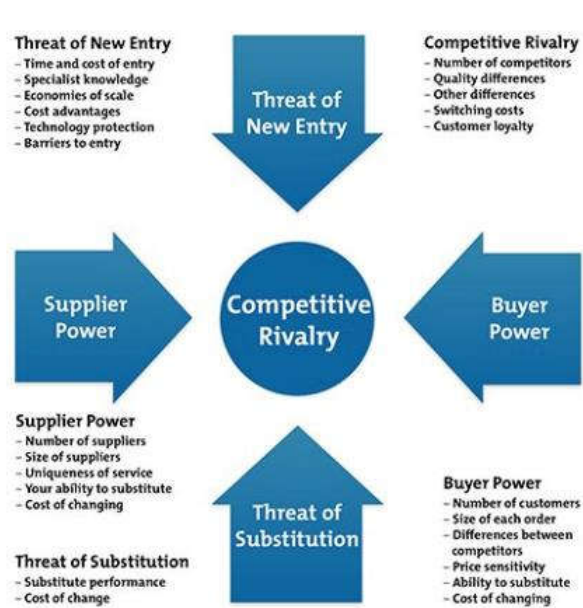 Threat of New Entry
– Time and cost of entry
– Specialist knowledge
– Economies of scale
– Cost advantages
– Technology protection
– Barriers to entry
Threat of
New Entry
Competitive Rivalry
– Number of competitors
– Quality differences
– Other differences
– Switching costs
– Customer loyalty
Supplier
Power
Competitive
Rivalry
Buyer
Power
Supplier Power
– Number of suppliers
– Size of suppliers
– Uniqueness of service
– Your ability to substitute
– Cost of changing
Threat of Substitution
– Substitute performance
– Cost of change
Threat of
Substitution
Buyer Power
– Number of customers
– Size of each order
– Differences between
competitors
– Price sensitivity
– Ability to substitute
– Cost of changing